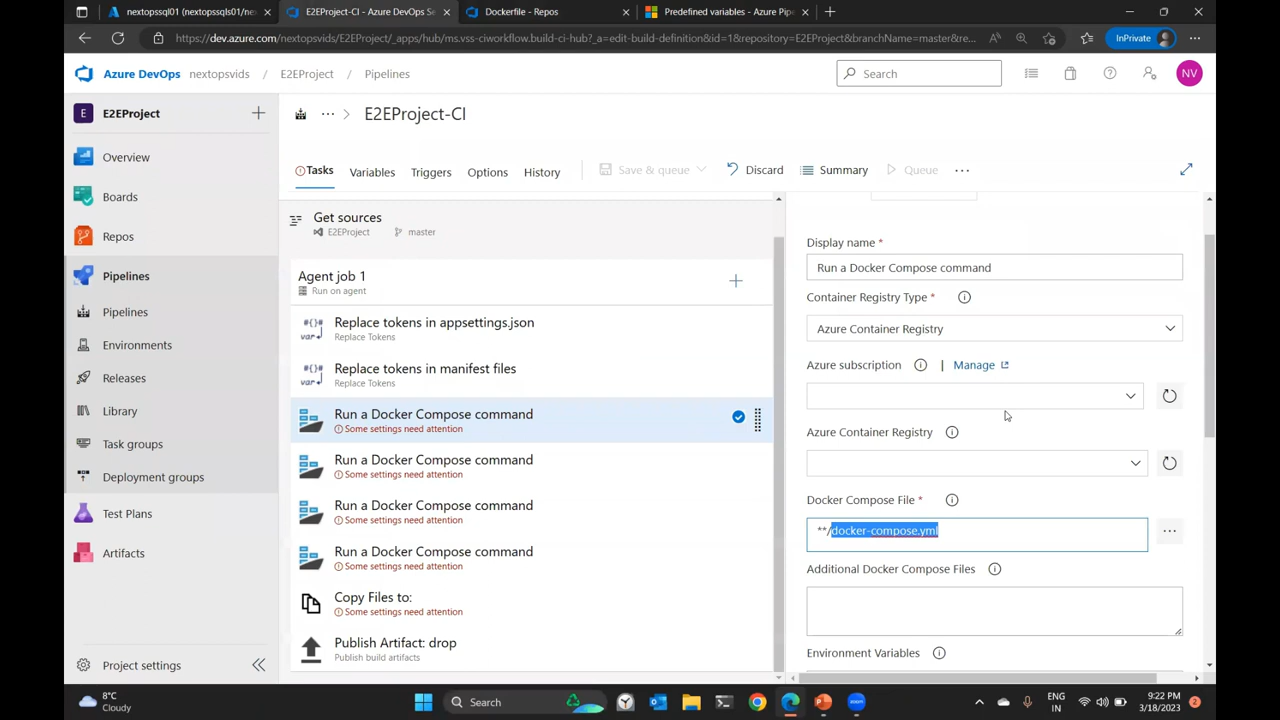 nextopssql01 (nextopssqls01/nex
E2EProject-CI - Azure DevOps Se
Dockerfile - Repos
Predefined variables - Azure Pipe
https://dev.azure.com/nextopsvids/E2EProject/_apps/hub/ms.vss-ciworkflow.build-ci-hub?_a=edit-build-definition&id=1&repository=E2EProject&branchName=master&re...
InPrivate
Azure DevOps
nextopsvids / E2EProject / Pipelines
Search
NV
E E2EProject
E2EProject-CI
Tasks
Variables
Triggers
Options
History
Save & queue
Discard
Summary
Queue
Overview
Boards
Repos
Pipelines
Pipelines
Environments
Releases
Library
Task groups
Deployment groups
Test Plans
Artifacts
Project settings
Get sources
E2EProject master
Agent job 1
Run on agent
Replace tokens in appsettings.json
Replace Tokens
Replace tokens in manifest files
Replace Tokens
Run a Docker Compose command
Some settings need attention
Run a Docker Compose command
Some settings need attention
Run a Docker Compose command
Some settings need attention
Run a Docker Compose command
Some settings need attention
Copy Files to:
Some settings need attention
Publish Artifact: drop
Publish build artifacts
Display name *
Run a Docker Compose command
Container Registry Type *
Azure Container Registry
Azure subscription | Manage
Azure Container Registry
Docker Compose File *
**/docker-compose.yml
Additional Docker Compose Files
Environment Variables
8°C
Cloudy
Search
ENG
IN
9:22 PM
3/18/2023
2